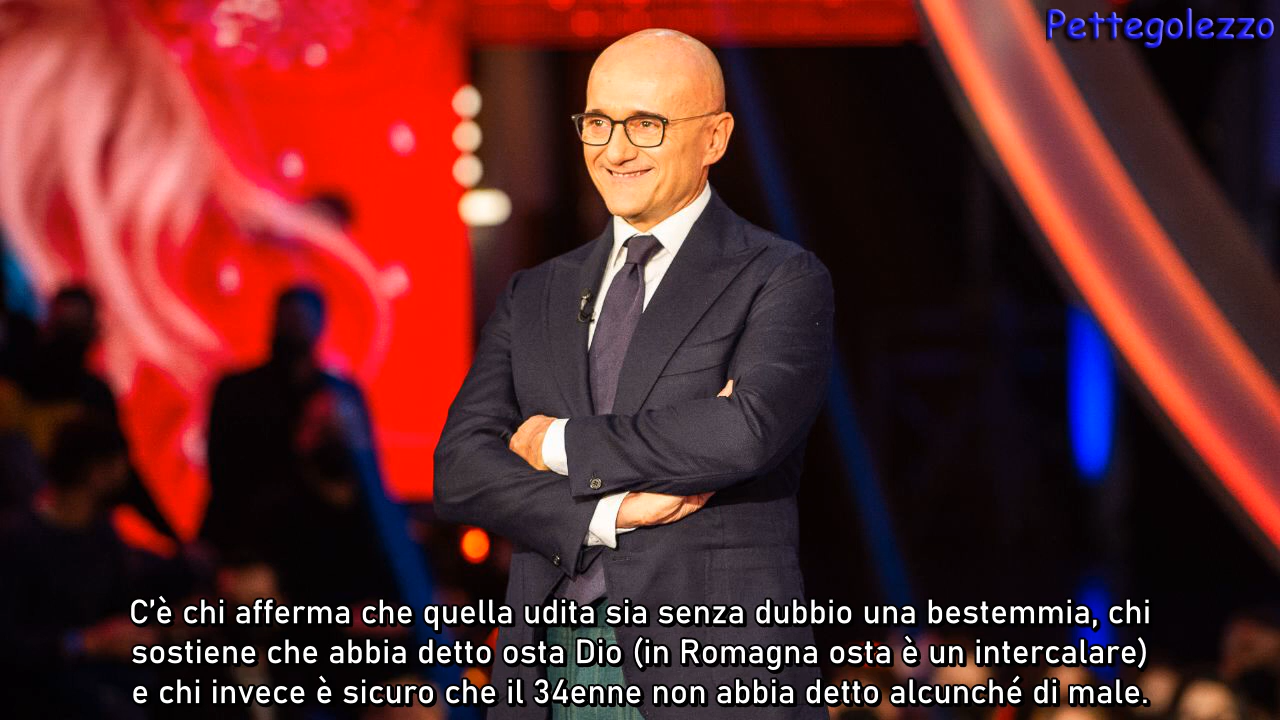 Pettegolezzo
C'è chi afferma che quella udita sia senza dubbio una bestemmia, chi
sostiene che abbia detto osta Dio (in Romagna osta è un intercalare)
e chi invece è sicuro che il 34enne non abbia detto alcunché di male.